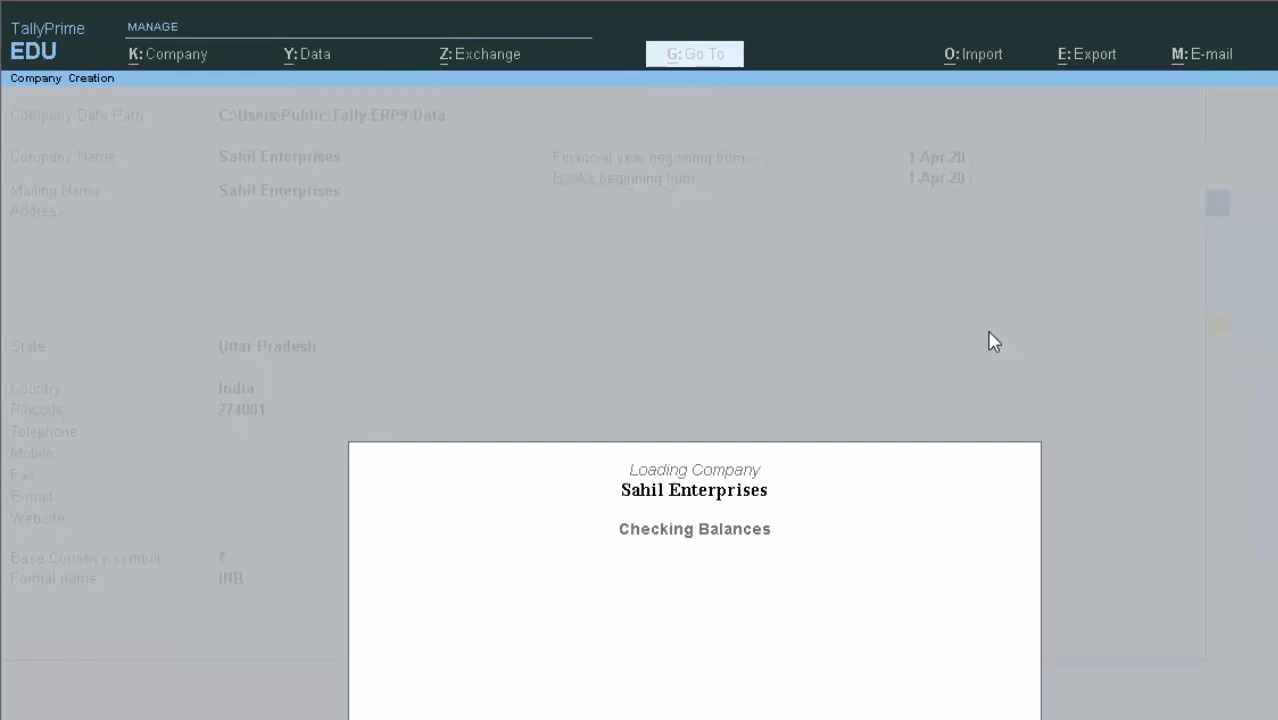 TallyPrime
MANAGE
EDU
K: Company
Y: Data
Z: Exchange
G: Go To
O: Import
E: Export
M: E-mail
Company Creation
Company Data Path C:\Users\Public\Tally.ERP9\Data
Company Name Sahil Enterprises Financial year beginning from 1-Apr-20
Books beginning from 1-Apr-20
Mailing Name Sahil Enterprises
Address
State Uttar Pradesh
Country India
Pincode 274001
Telephone
Mobile
Fax
E-mail
Website
Base Currency symbol ₹
Formal name INR
Loading Company
Sahil Enterprises
Checking Balances